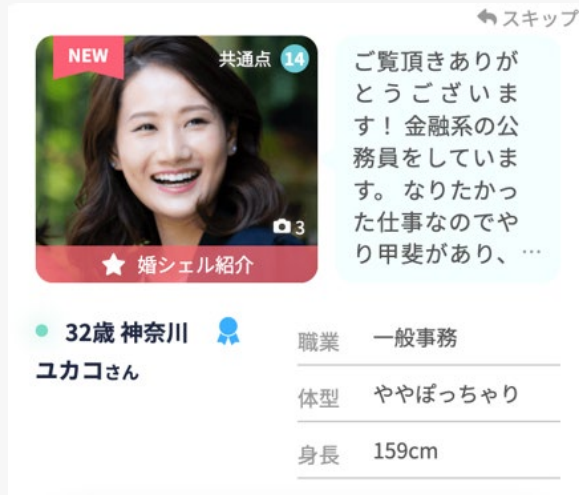 スキップ
NEW
共通点 14
ご覧頂きありが
とうございま
す！ 金融系の公
務員をしていま
す。 なりたかっ
た仕事なのでや
り甲斐があり、…
3
婚シェル紹介
32歳 神奈川
ユカコさん
職業 一般事務
体型 ややぽっちゃり
身長 159cm